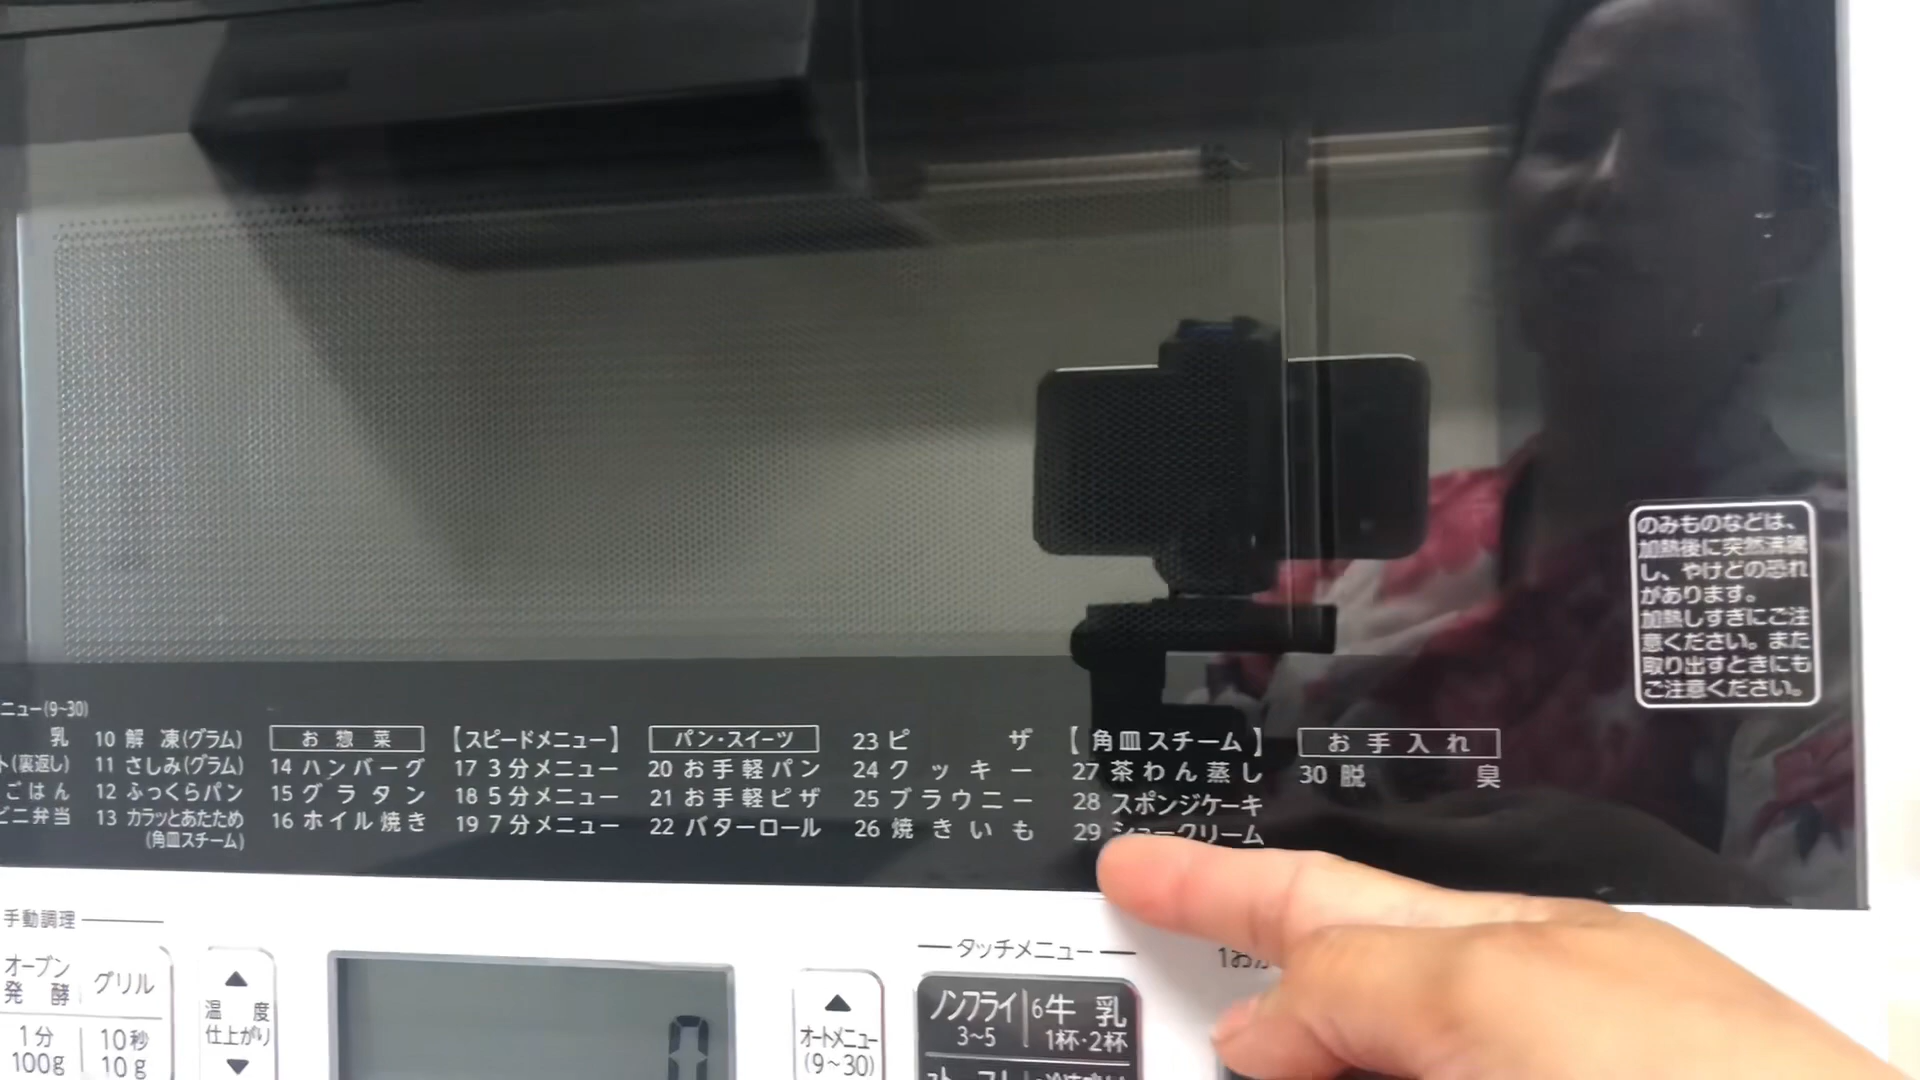 ニュー(9~30)
乳
ト(裏返し)
ごはん
ビニ弁当
10 解 凍(グラム)
11 さしみ(グラム)
12 ふっくらパン
13 カラッとあたため
(角皿スチーム)
お 惣 菜
14 ハンバーグ
15 グラタン
16 ホイル焼き
【スピードメニュー】
17 3分メニュー
18 5分メニュー
19 7分メニュー
パン・スイーツ
20 お手軽パン
21 お手軽ピザ
22 バターロール
23 ピザ
24 クッキー
25 ブラウニー
26 焼きいも
【角皿スチーム】
27 茶わん蒸し
28 スポンジケーキ
29 シュークリーム
お手入れ
30 脱臭
のみものなどは、
加熱後に突然沸騰
し、やけどの恐れ
があります。
加熱しすぎにご注
意ください。また
取り出すときにも
ご注意ください。
手動調理
オーブン
発 酵
グリル
1分
100g
10秒
10g
温 度
仕上がり
0
オートメニュー
(9~30)
タッチメニュー
ノンフライ
3~5
6牛 乳
1杯・2杯